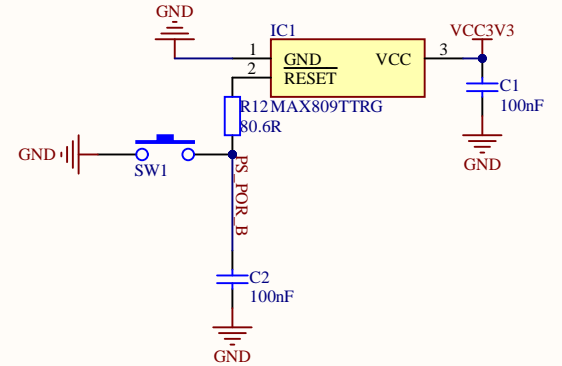 GND
IC1
VCC3V3
1
GND
VCC
3
2
RESET
C1
100nF
R12
MAX809TTRG
80.6R
GND
SW1
PS_POR_B
GND
C2
100nF
GND